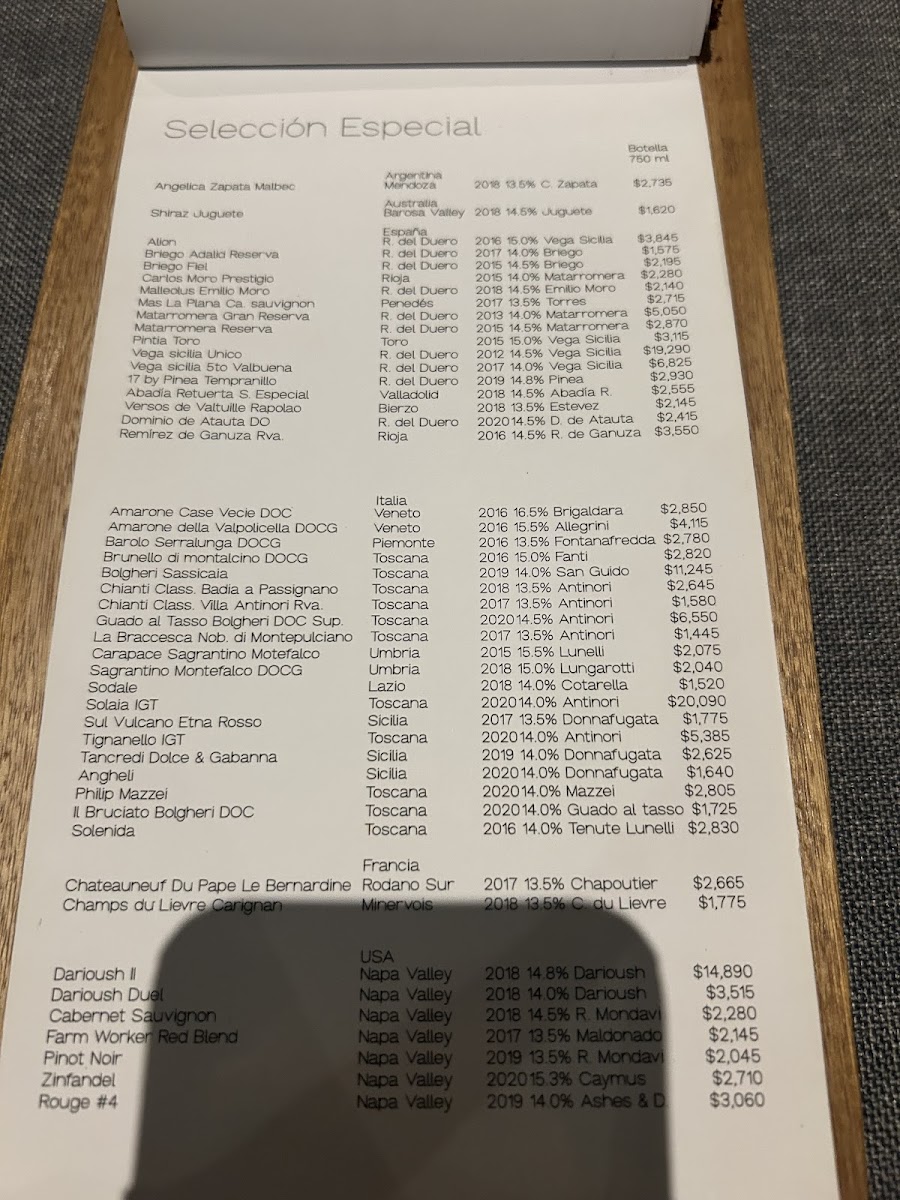 Selección Especial
Botella
750 ml
Argentina
Angelica Zapata Malbec Mendoza 2018 13.5% C. Zapata $2,735
Australia
Shiraz Juguete Barosa Valley 2018 14.5% Juguete $1,620
España
Alion R. del Duero 2016 15.0% Vega Sicilia $3,845
Briego Adalid Reserva R. del Duero 2017 14.0% Briego $1,575
Briego Fiel R. del Duero 2015 14.5% Briego $2,195
Carlos Moro Prestigio Rioja 2015 14.0% Matarromera $2,280
Malleolus Emilio Moro R. del Duero 2018 14.5% Emilio Moro $2,140
Mas La Plana Ca. sauvignon Penedés 2017 13.5% Torres $2,715
Matarromera Gran Reserva R. del Duero 2013 14.0% Matarromera $5,050
Matarromera Reserva R. del Duero 2015 14.5% Matarromera $2,870
Pintia Toro Toro 2015 15.0% Vega Sicilia $3,115
Vega sicilia Unico R. del Duero 2012 14.5% Vega Sicilia $19,290
Vega sicilia 5to Valbuena R. del Duero 2017 14.0% Vega Sicilia $6,825
17 by Pinea Tempranillo R. del Duero 2019 14.8% Pinea $2,930
Abadía Retuerta S. Especial Valladolid 2018 14.5% Abadía R. $2,555
Versos de Valtuille Rapolao Bierzo 2018 13.5% Estevez $2,145
Dominio de Atauta DO R. del Duero 2020 14.5% D. de Atauta $2,415
Remírez de Ganuza Rva. Rioja 2016 14.5% R. de Ganuza $3,550
Italia
Amarone Case Vecie DOC Veneto 2016 16.5% Brigaldara $2,850
Amarone della Valpolicella DOCG Veneto 2016 15.5% Allegrini $4,115
Barolo Serralunga DOCG Piemonte 2016 13.5% Fontanafredda $2,780
Brunello di montalcino DOCG Toscana 2016 15.0% Fanti $2,820
Bolgheri Sassicaia Toscana 2019 14.0% San Guido $11,245
Chianti Class. Badia a Passignano Toscana 2018 13.5% Antinori $2,645
Chianti Class. Villa Antinori Rva. Toscana 2017 13.5% Antinori $1,580
Guado al Tasso Bolgheri DOC Sup. Toscana 2020 14.5% Antinori $6,550
La Braccesca Nob. di Montepulciano Toscana 2017 13.5% Antinori $1,445
Carapace Sagrantino Motefalco Umbria 2015 15.5% Lunelli $2,075
Sagrantino Montefalco DOCG Umbria 2018 15.0% Lungarotti $2,040
Sodale Lazio 2018 14.0% Cotarella $1,520
Solaia IGT Toscana 2020 14.0% Antinori $20,090
Sul Vulcano Etna Rosso Sicilia 2017 13.5% Donnafugata $1,775
Tignanello IGT Toscana 2020 14.0% Antinori $5,385
Tancredi Dolce & Gabanna Sicilia 2019 14.0% Donnafugata $2,625
Angheli Sicilia 2020 14.0% Donnafugata $1,640
Philip Mazzei Toscana 2020 14.0% Mazzei $2,805
IL Bruciato Bolgheri DOC Toscana 2020 14.0% Guado al tasso $1,725
Solenida Toscana 2016 14.0% Tenute Lunelli $2,830
Francia
Chateauneuf Du Pape Le Bernardine Rodano Sur 2017 13.5% Chapoutier $2,665
Champs du Lievre Carignan Minervois 2018 13.5% C. du Lievre $1,775
USA
Darioush II Napa Valley 2018 14.8% Darioush $14,890
Darioush Duel Napa Valley 2018 14.0% Darioush $3,515
Cabernet Sauvignon Napa Valley 2018 14.5% R. Mondavi $2,280
Farm Worker Red Blend Napa Valley 2017 13.5% Maldonado $2,145
Pinot Noir Napa Valley 2019 13.5% R. Mondavi $2,045
Zinfandel Napa Valley 2020 15.3% Caymus $2,710
Rouge #4 Napa Valley 2019 14.0% Ashes & D. $3,060